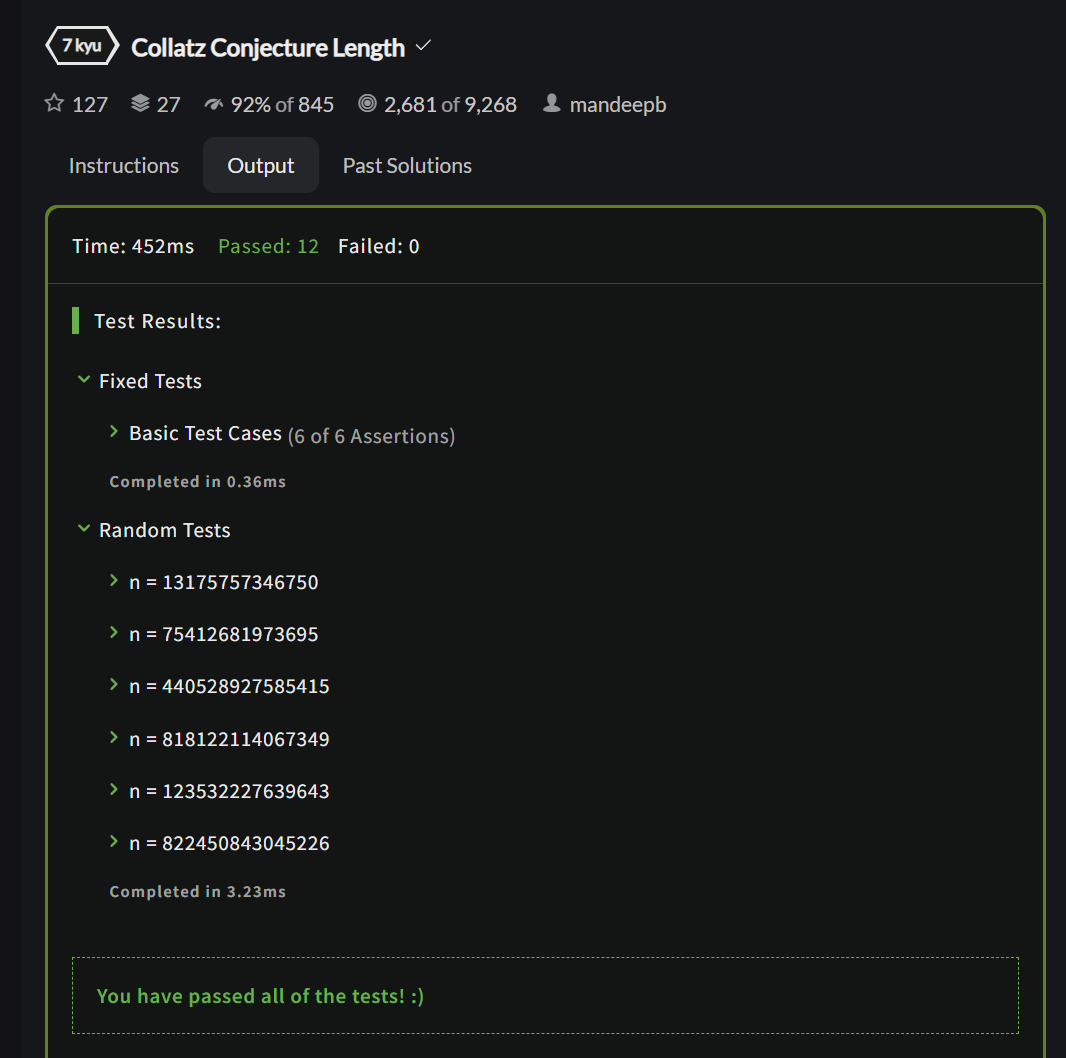 7 kyu Collatz Conjecture Length
127 27 92% of 845 2,681 of 9,268 mandeepb
Instructions Output Past Solutions
Time: 452ms Passed: 12 Failed: 0
Test Results:
Fixed Tests
Basic Test Cases (6 of 6 Assertions)
Completed in 0.36ms
Random Tests
n = 13175757346750
n = 75412681973695
n = 440528927585415
n = 818122114067349
n = 123532227639643
n = 822450843045226
Completed in 3.23ms
You have passed all of the tests! :)